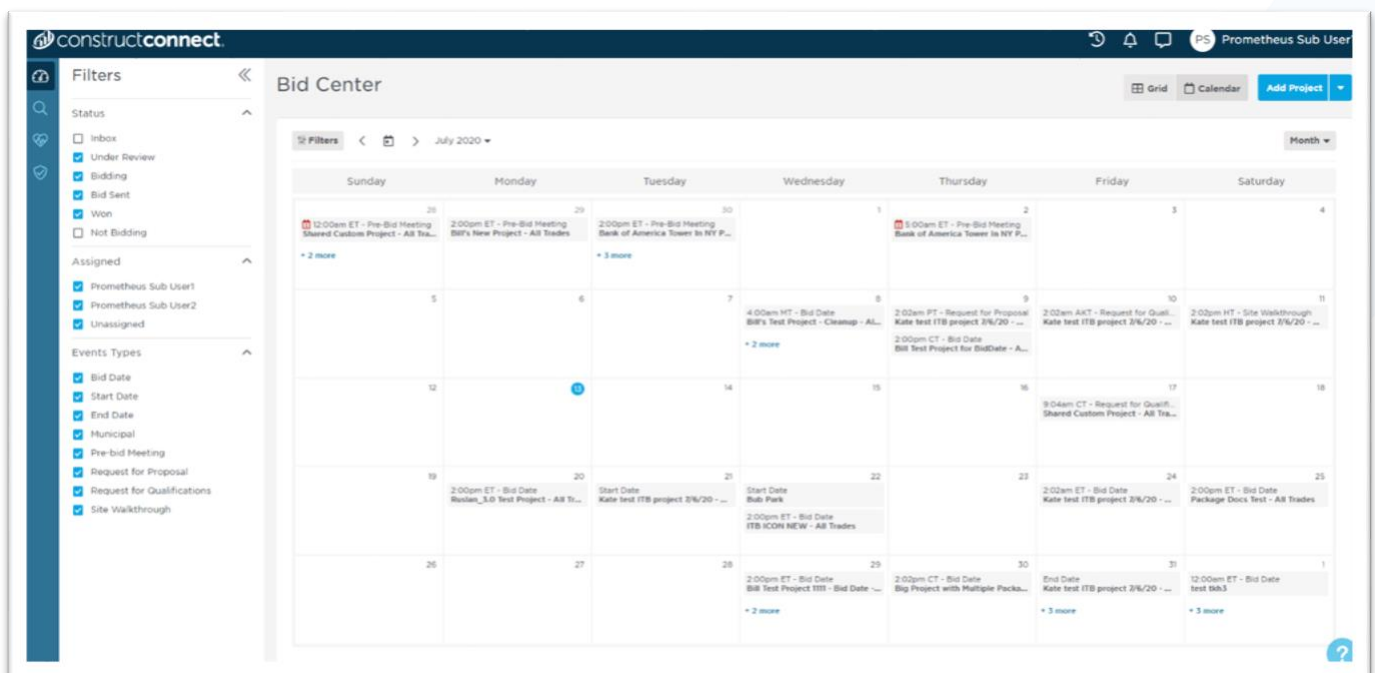 constructconnect.
PS Prometheus Sub User
Filters
Bid Center
Grid Calendar Add Project
Status
Inbox
Under Review
Bidding
Bid Sent
Won
Not Bidding
Assigned
Prometheus Sub User1
Prometheus Sub User2
Unassigned
Events Types
Bid Date
Start Date
End Date
Municipal
Pre-bid Meeting
Request for Proposal
Request for Qualifications
Site Walkthrough
Filters July 2020 Month
Sunday Monday Tuesday Wednesday Thursday Friday Saturday
28 29 30 1 2 3 4
12:00am ET - Pre-Bid Meeting 2:00pm ET - Pre-Bid Meeting 2:00pm ET - Pre-Bid Meeting 5:00am ET - Pre-Bid Meeting
Shared Custom Project - All Tra... Bill's New Project - All Trades Bank of America Tower In NY P... Bank of America Tower In NY P...
+ 2 more + 3 more
5 6 7 8 9 10 11
4:00am HT - Bid Date 2:02am PT - Request for Proposal 2:02am AKT - Request for Quali... 2:02pm HT - Site Walkthrough
Bill's Test Project - Cleanup - Al... Kate test ITB project 7/6/20 - ... Kate test ITB project 7/6/20 - ... Kate test ITB project 7/6/20 - ...
+ 2 more 2:00pm CT - Bid Date
Bill Test Project for BidDate - A...
12 13 14 15 16 17 18
9:04am CT - Request for Qualifi...
Shared Custom Project - All Tra...
19 20 21 22 23 24 25
2:00pm ET - Bid Date Start Date Start Date 2:02am ET - Bid Date 2:00pm ET - Bid Date
Ruslan_3.0 Test Project - All Tr... Kate test ITB project 7/6/20 - ... Bub Park Kate test ITB project 7/6/20 - ... Package Docs Test - All Trades
2:00pm ET - Bid Date
ITB ICON NEW - All Trades
26 27 28 29 30 31 1
2:00pm ET - Bid Date 2:02pm CT - Bid Date End Date 12:00am ET - Bid Date
Bill Test Project 1111 - Bid Date -... Big Project with Multiple Packa... Kate test ITB project 7/6/20 - ... test tkh3
+ 2 more + 3 more + 3 more
?